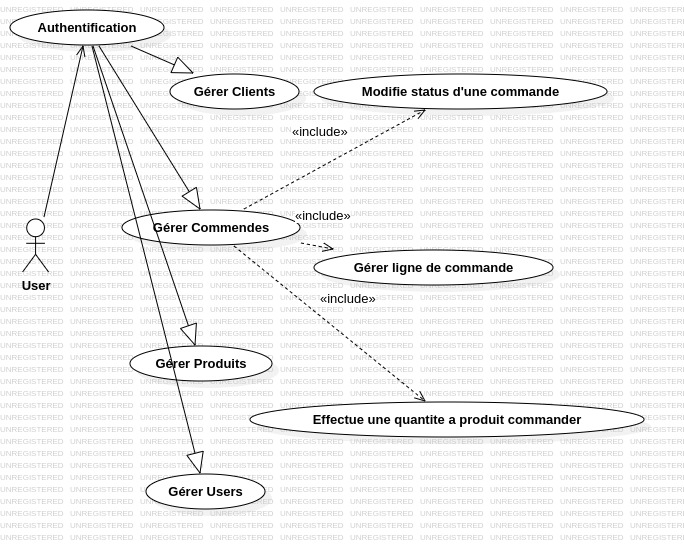 Authentification
Gérer Clients
Modifie status d'une commande
«include»
«include»
Gérer Commendes
Gérer ligne de commande
User
«include»
Gérer Produits
Effectue une quantite a produit commander
Gérer Users
UNREGISTERED